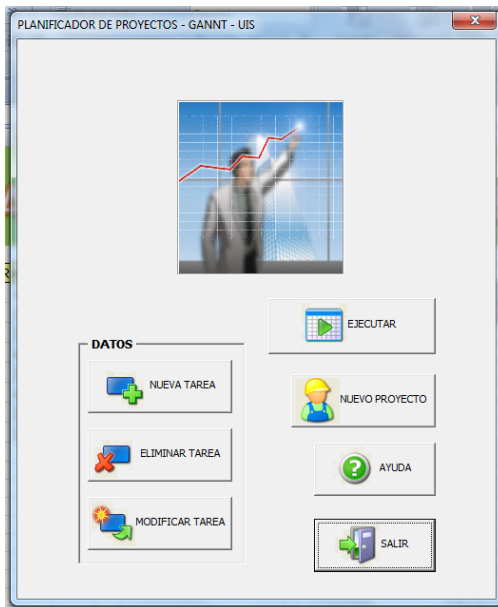 PLANIFICADOR DE PROYECTOS - GANNT - UIS
EJECUTAR
DATOS
NUEVA TAREA
NUEVO PROYECTO
ELIMINAR TAREA
AYUDA
MODIFICAR TAREA
SALIR